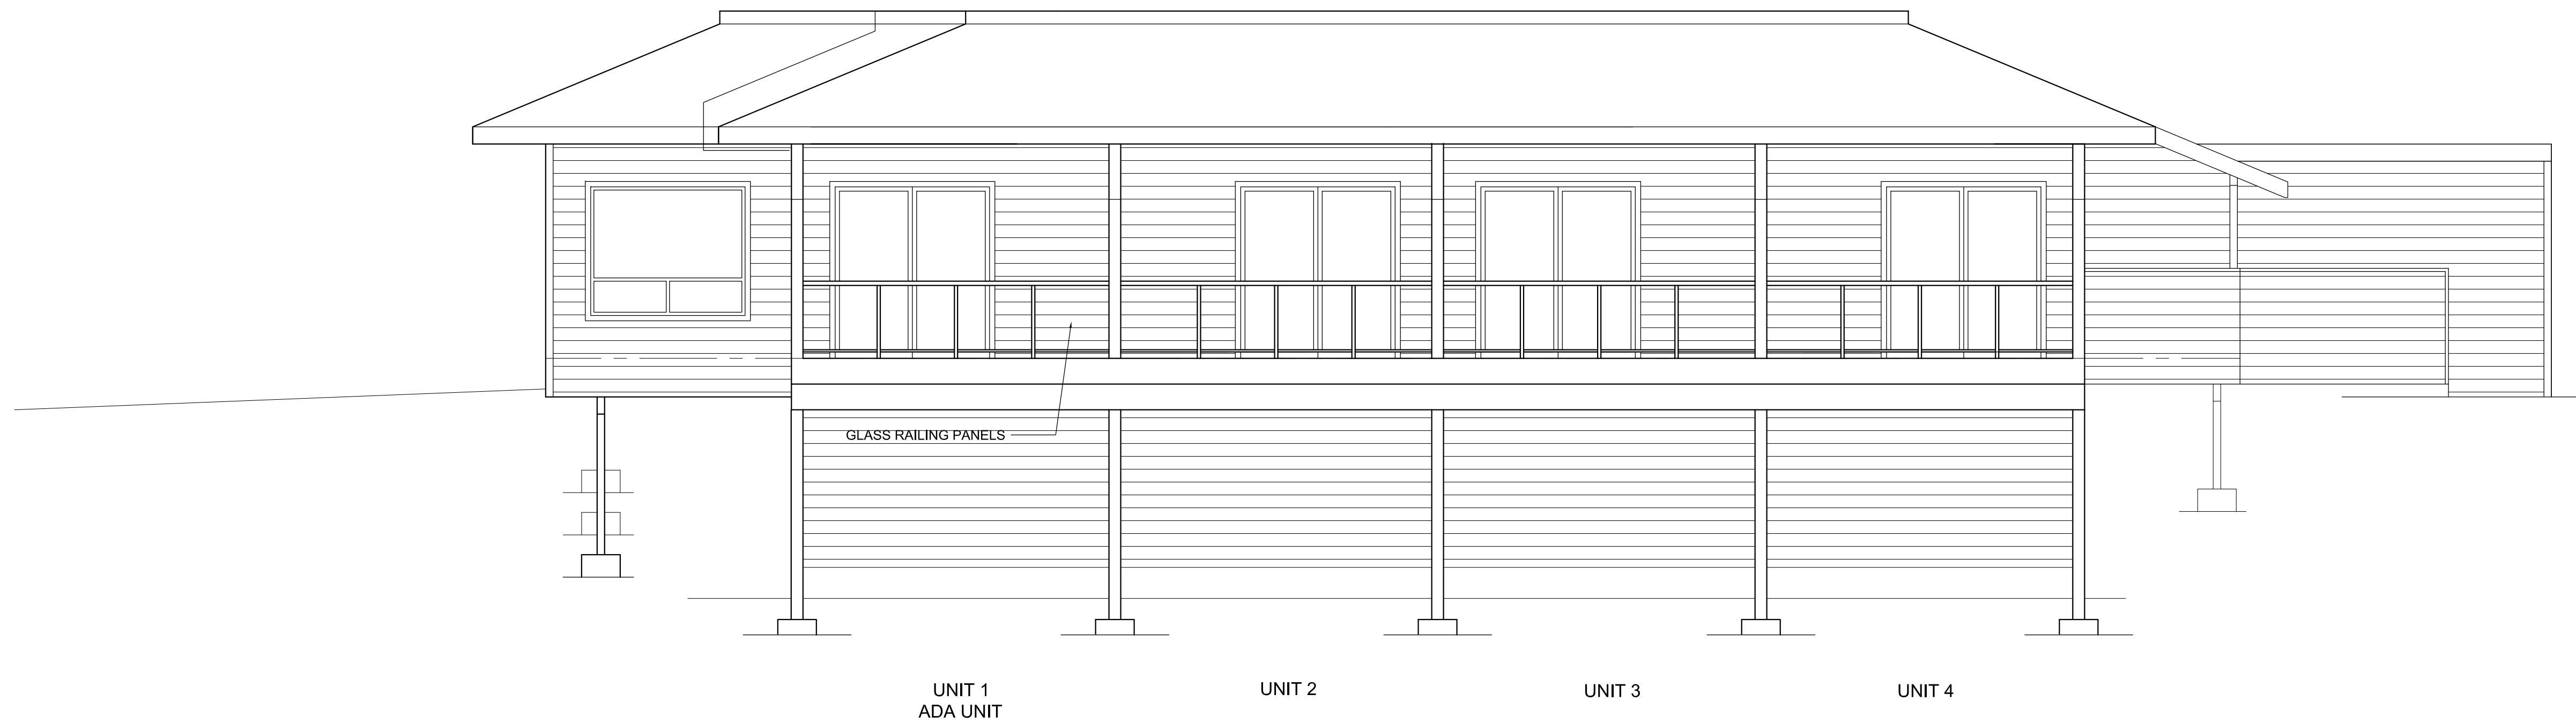 GLASS RAILING PANELS
UNIT 1
ADA UNIT
UNIT 2
UNIT 3
UNIT 4